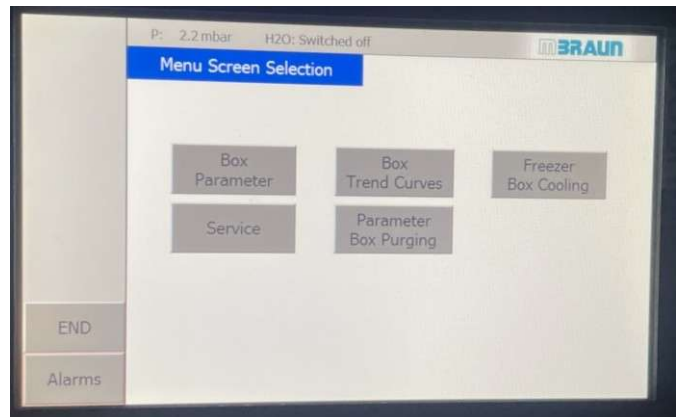 P: 2.2 mbar H2O: Switched off
mBRAUN
Menu Screen Selection
Box
Parameter
Box
Trend Curves
Freezer
Box Cooling
Service
Parameter
Box Purging
END
Alarms